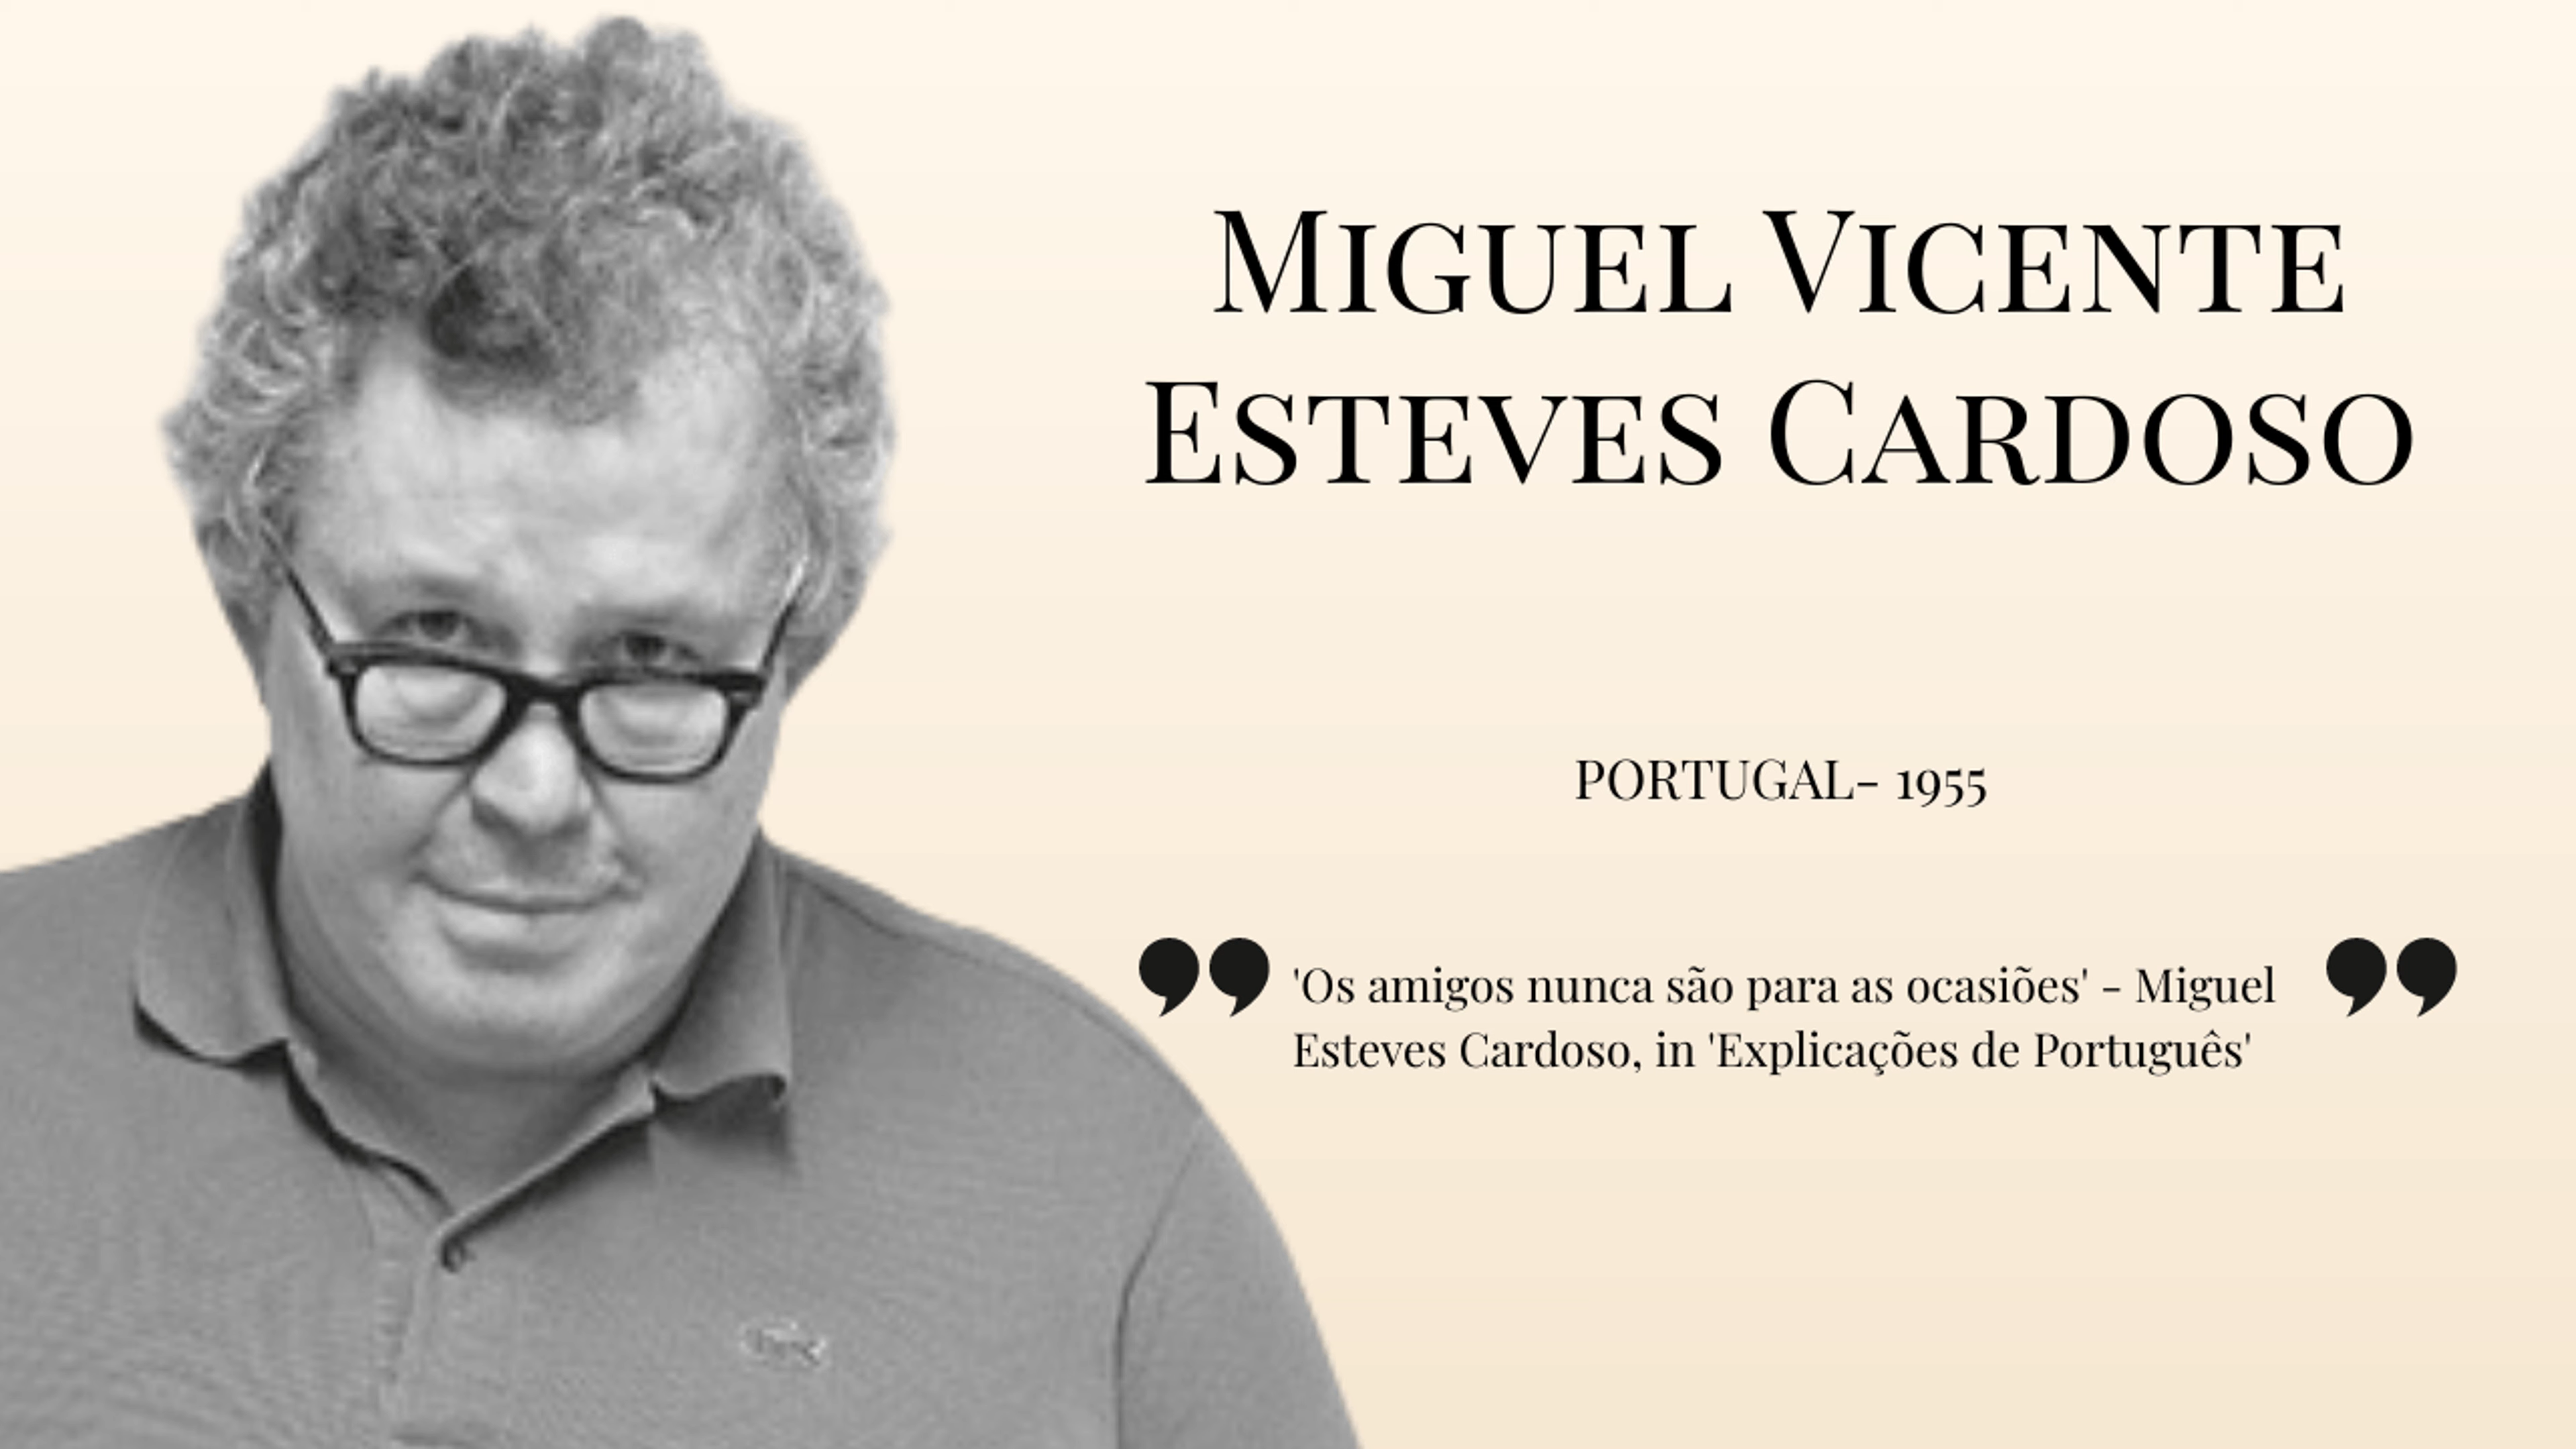 Miguel Vicente
Esteves Cardoso
PORTUGAL- 1955
'Os amigos nunca são para as ocasiões' - Miguel
Esteves Cardoso, in 'Explicações de Português'